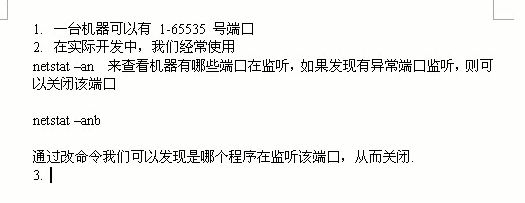 1. 一台机器可以有 1-65535 号端口
2. 在实际开发中，我们经常使用
netstat –an 来查看机器有哪些端口在监听，如果发现有异常端口监听，则可
以关闭该端口
netstat –anb
通过改命令我们可以发现是哪个程序在监听该端口，从而关闭.
3.